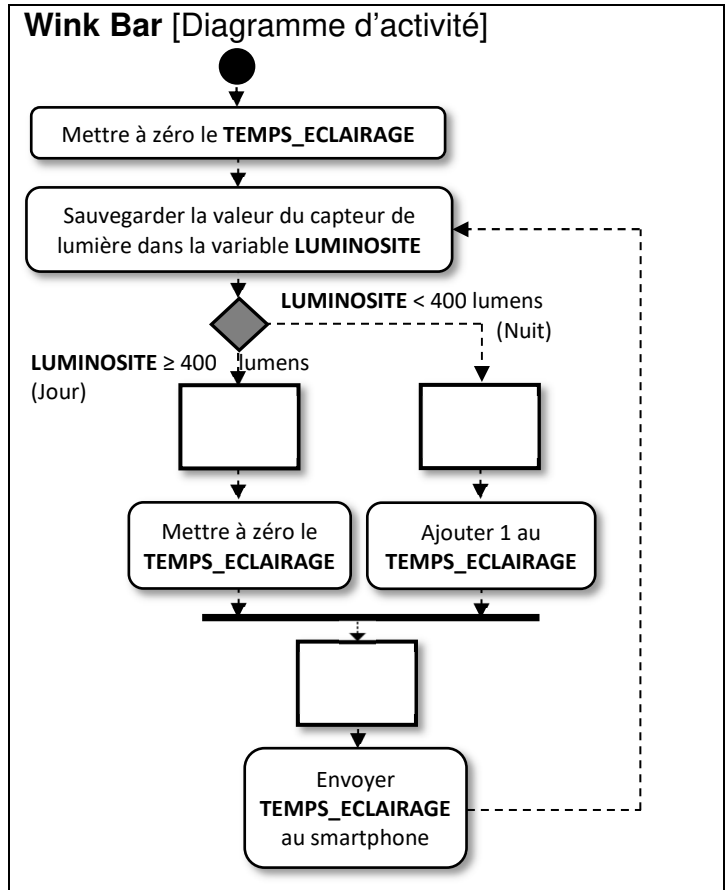 Wink Bar [Diagramme d'activité]
Mettre à zéro le TEMPS_ECLAIRAGE
Sauvegarder la valeur du capteur de
lumière dans la variable LUMINOSITE
LUMINOSITE < 400 lumens
(Nuit)
LUMINOSITE ≥ 400 lumens
(Jour)
Mettre à zéro le
TEMPS_ECLAIRAGE
Ajouter 1 au
TEMPS_ECLAIRAGE
Envoyer
TEMPS_ECLAIRAGE
au smartphone